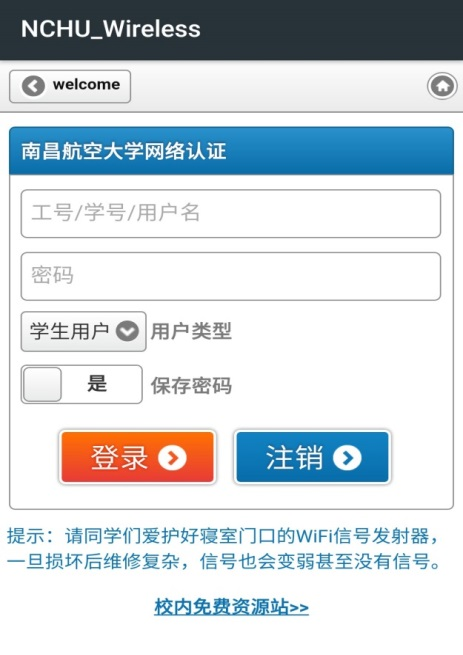 NCHU_Wireless
welcome
南昌航空大学网络认证
工号/学号/用户名
密码
学生用户 用户类型
是 保存密码
登录 注销
提示：请同学们爱护好寝室门口的WiFi信号发射器，
一旦损坏后维修复杂，信号也会变弱甚至没有信号。
校内免费资源站>>